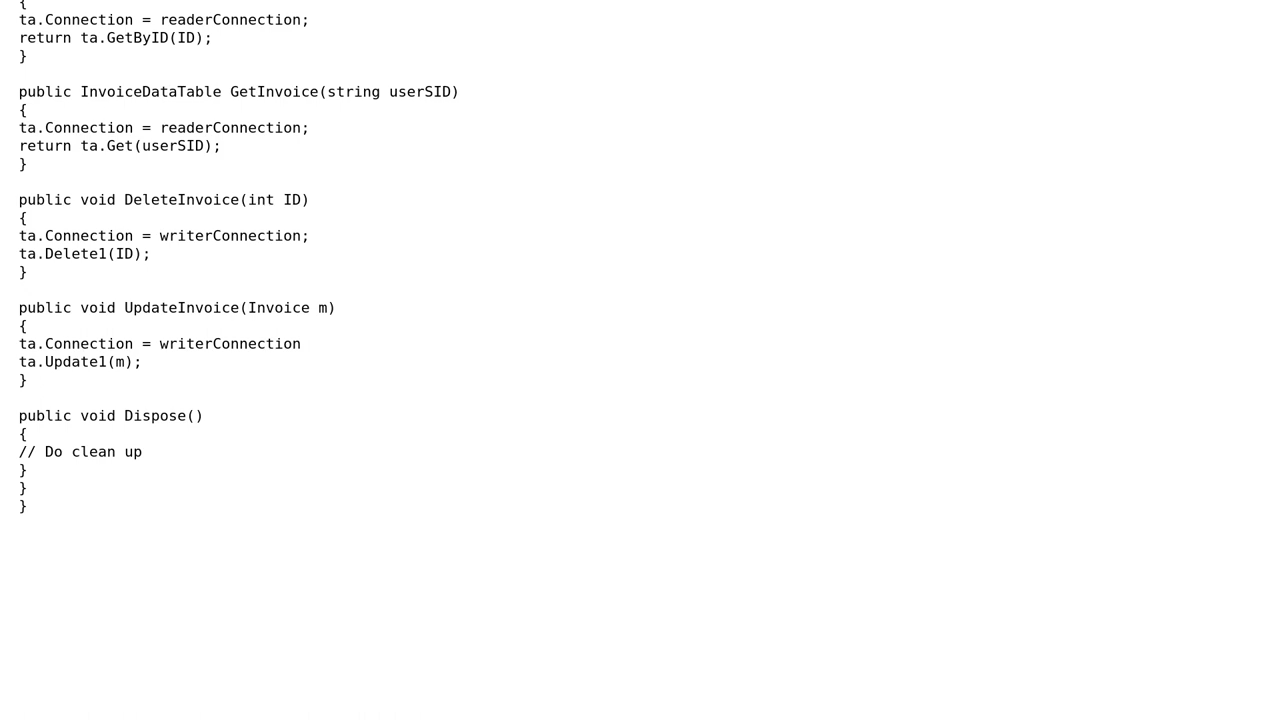 {
ta.Connection = readerConnection;
return ta.GetByID(ID);
}
public InvoiceDataTable GetInvoice(string userSID)
{
ta.Connection = readerConnection;
return ta.Get(userSID);
}
public void DeleteInvoice(int ID)
{
ta.Connection = writerConnection;
ta.Delete1(ID);
}
public void UpdateInvoice(Invoice m)
{
ta.Connection = writerConnection
ta.Update1(m);
}
public void Dispose()
{
// Do clean up
}
}
}